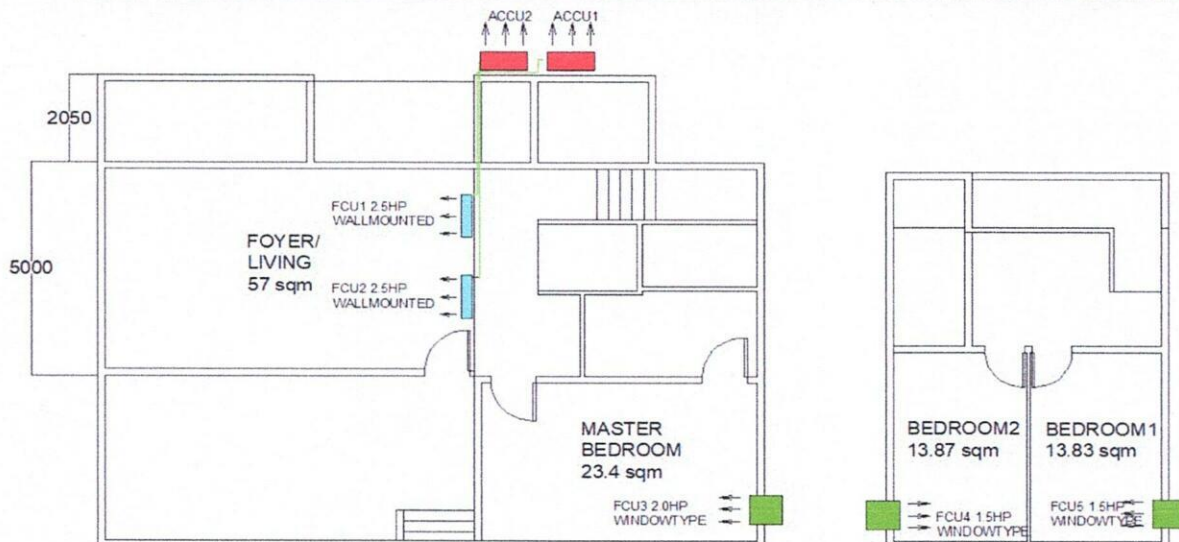 ACCU2 ACCU1
2050
5000
FCU1 2.5HP
WALLMOUNTED
FOYER/
LIVING
57 sqm
FCU2 2.5HP
WALLMOUNTED
MASTER
BEDROOM
23.4 sqm
FCU3 2.0HP
WINDOWTYPE
BEDROOM2
13.87 sqm
BEDROOM1
13.83 sqm
FCU4 1.5HP
WINDOWTYPE
FCU5 1.5HP
WINDOWTYPE